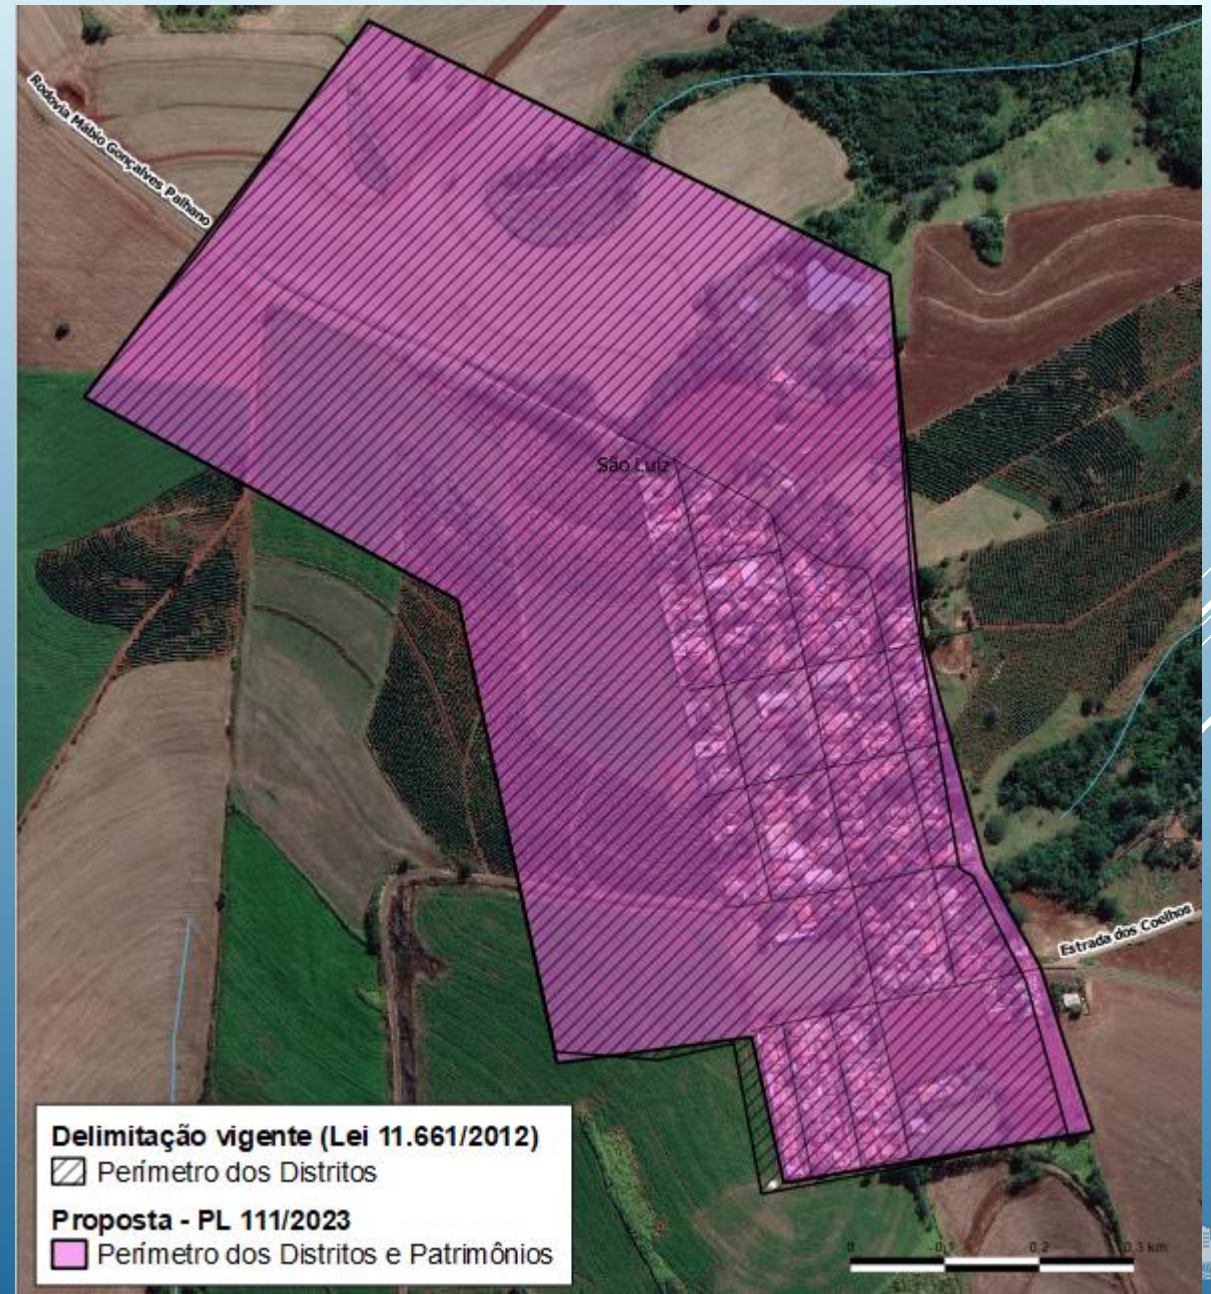 Rodovia Mábio Gonçalves Palhano
São Luiz
Estrada dos Coelhos
Delimitação vigente (Lei 11.661/2012)
Perímetro dos Distritos
Proposta - PL 111/2023
Perímetro dos Distritos e Patrimônios
0 0,1 0,2 0,3 km